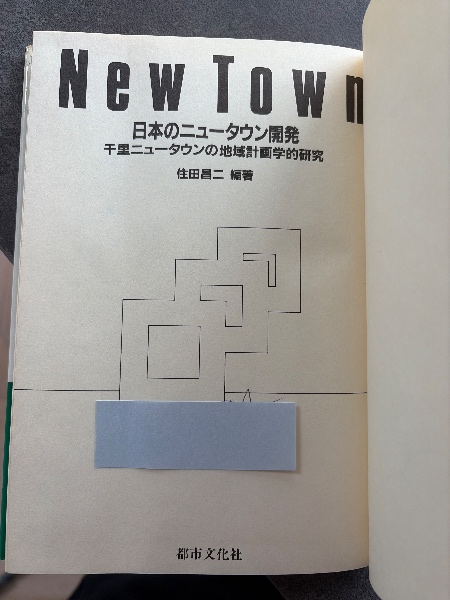 New Town
日本のニュータウン開発
千里ニュータウンの地域計画学的研究
住田昌二 編著
都市文化社